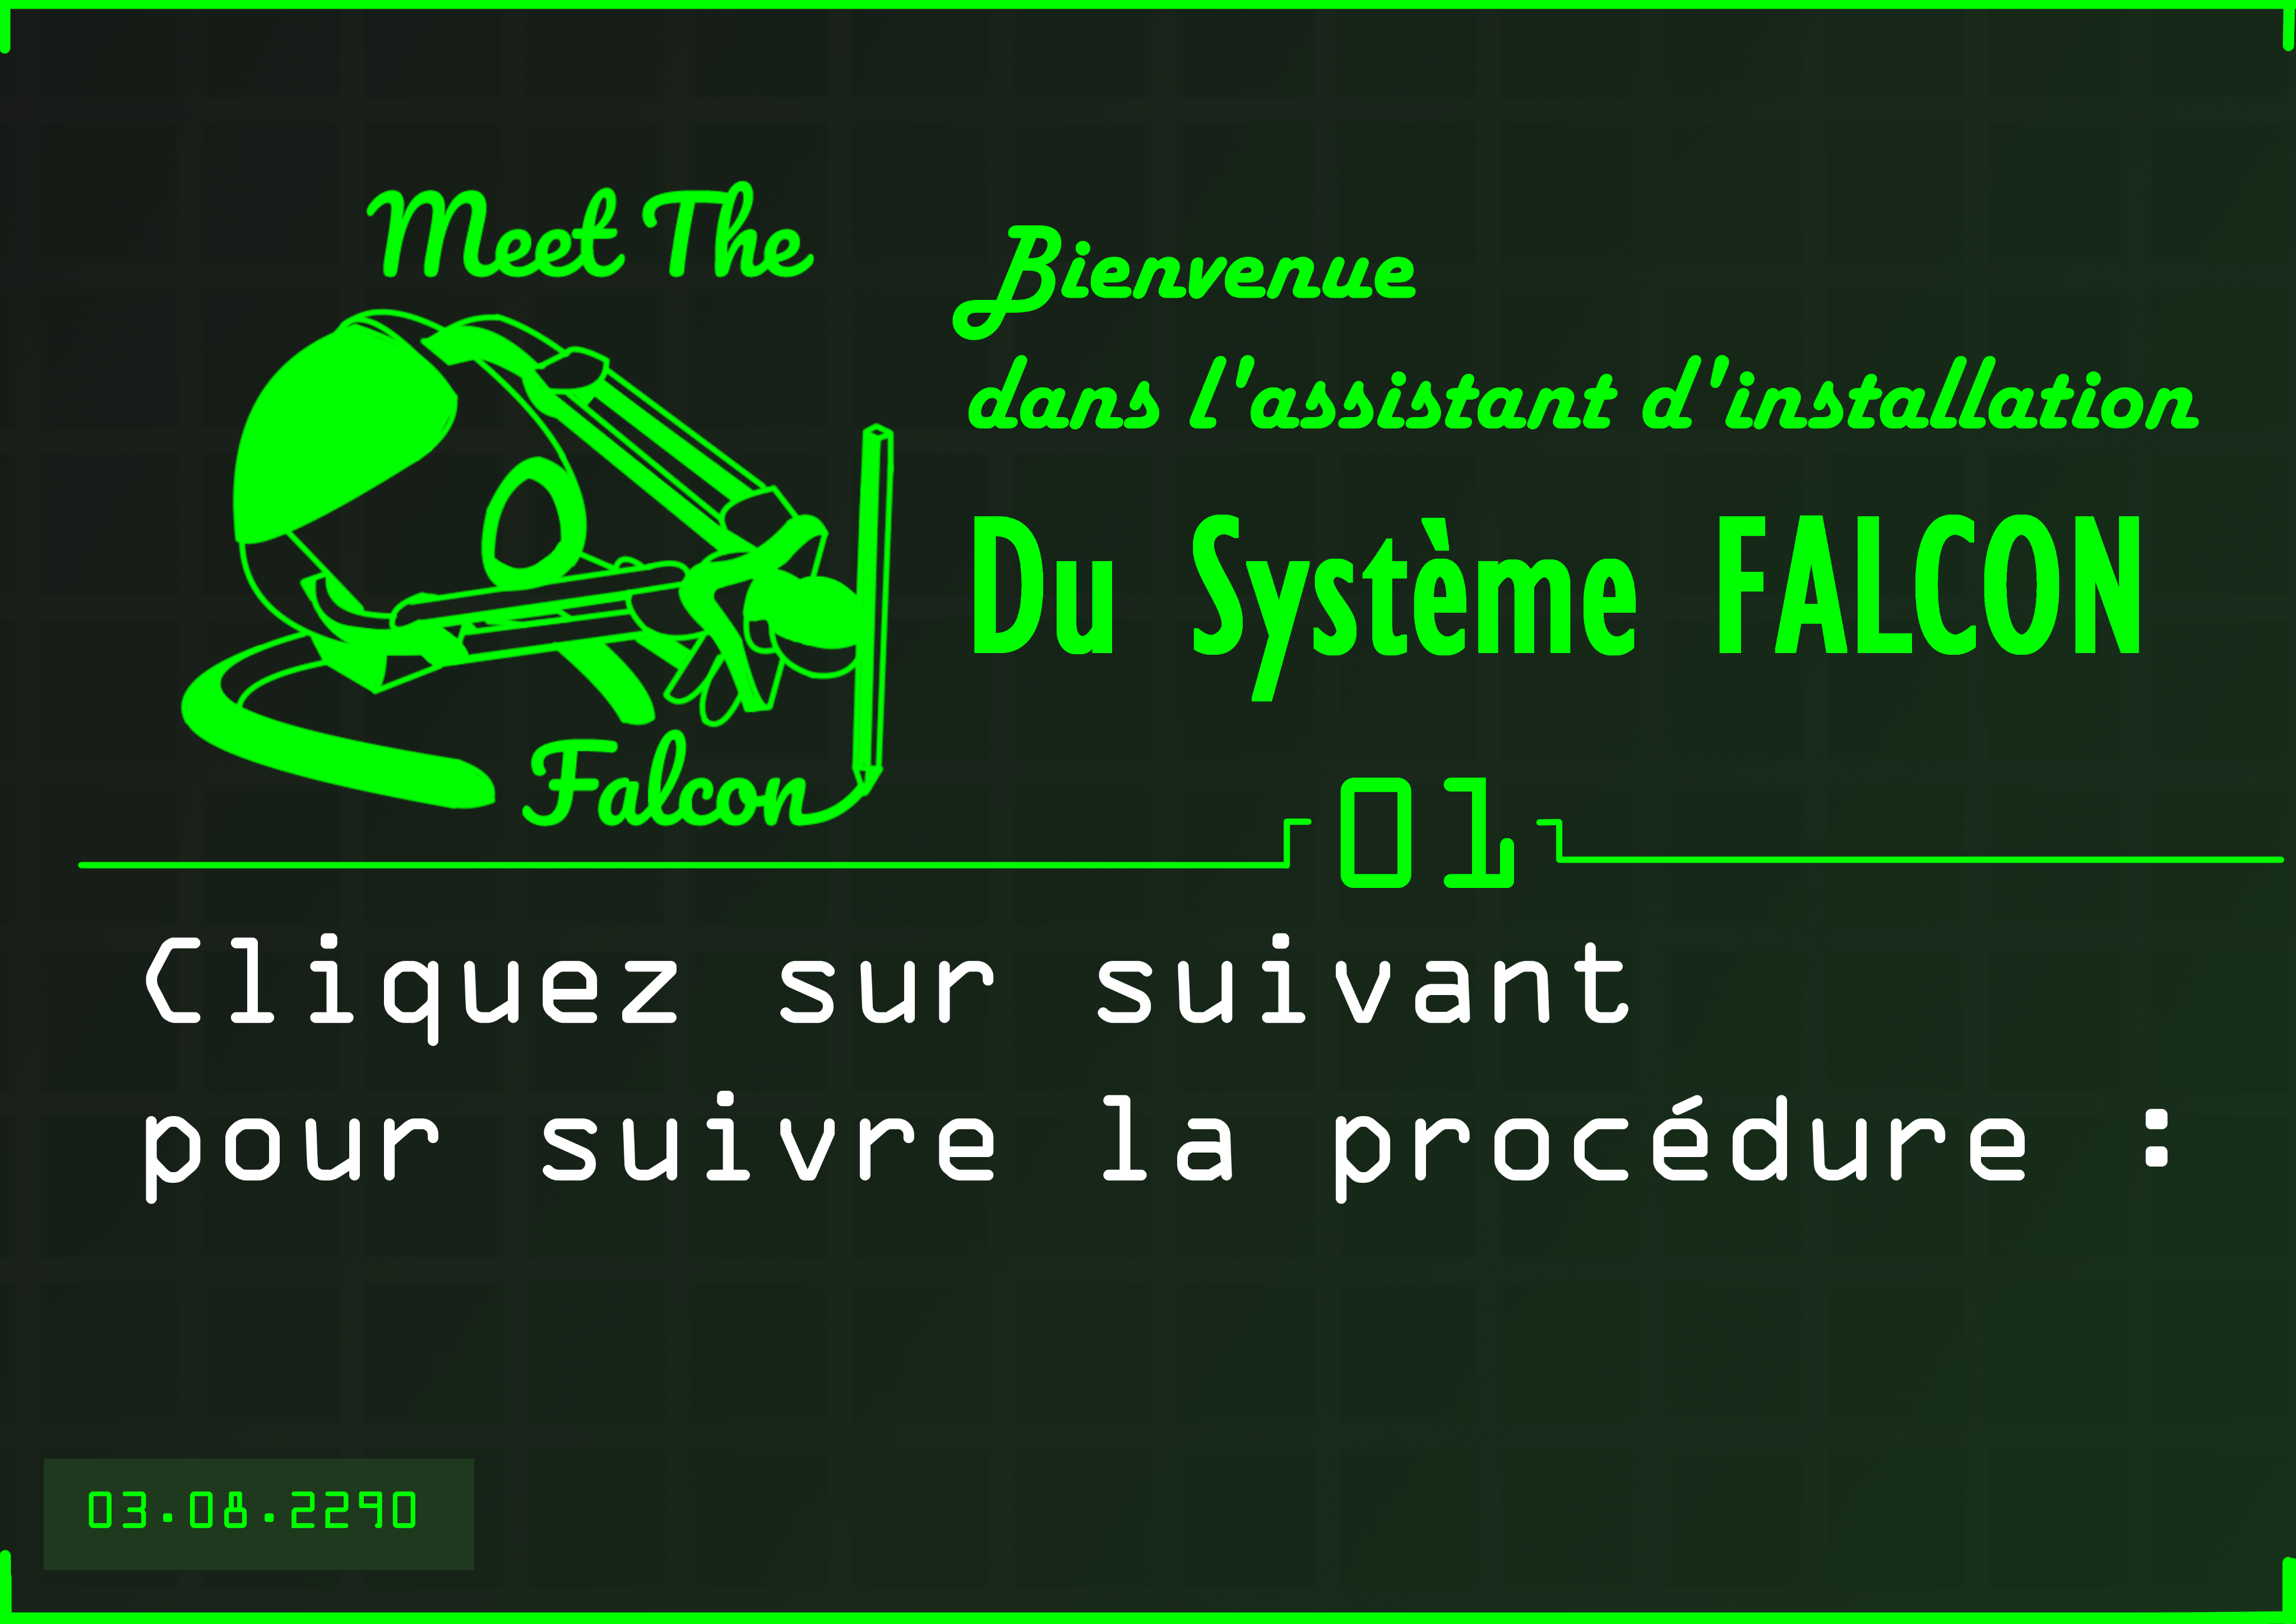 Meet The
Falcon
Bienvenue
dans l'assistant d'installation
Du Système FALCON
01
Cliquez sur suivant
pour suivre la procédure :
03.08.2290